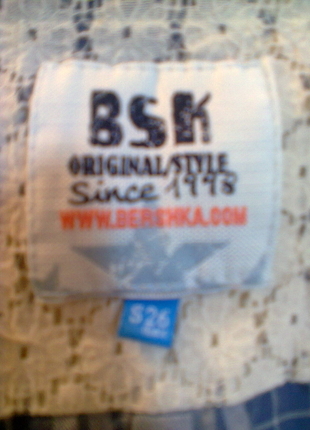 BSK
ORIGINAL/STYLE
Since 1998
WWW.BERSHKA.COM
S26